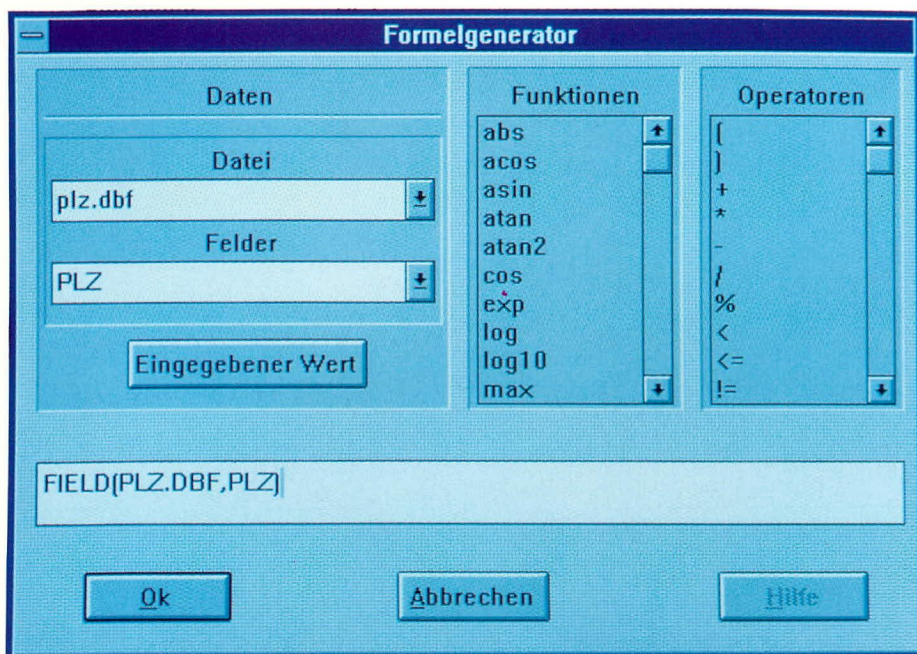 Formelgenerator
Daten
Datei
plz.dbf
Felder
PLZ
Eingegebener Wert
Funktionen
abs
acos
asin
atan
atan2
cos
exp
log
log10
max
Operatoren
(
)
+
*
-
/
%
<
<=
!=
FIELD(PLZ.DBF,PLZ)
Ok
Abbrechen
Hilfe